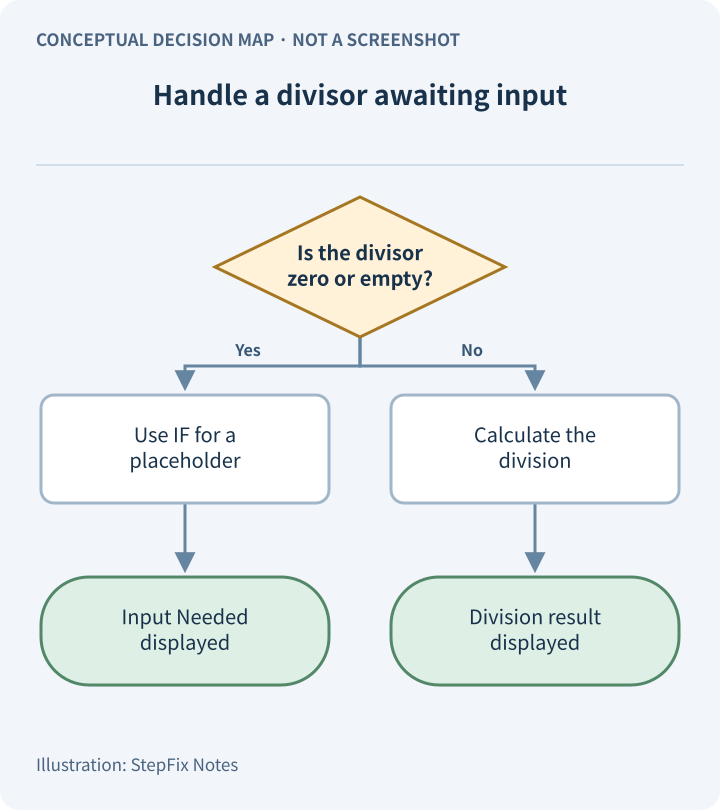 CONCEPTUAL DECISION MAP · NOT A SCREENSHOT
Handle a divisor awaiting input
Is the divisor
zero or empty?
Yes
No
Use IF for a
placeholder
Calculate the
division
Input Needed
displayed
Division result
displayed
Illustration: StepFix Notes